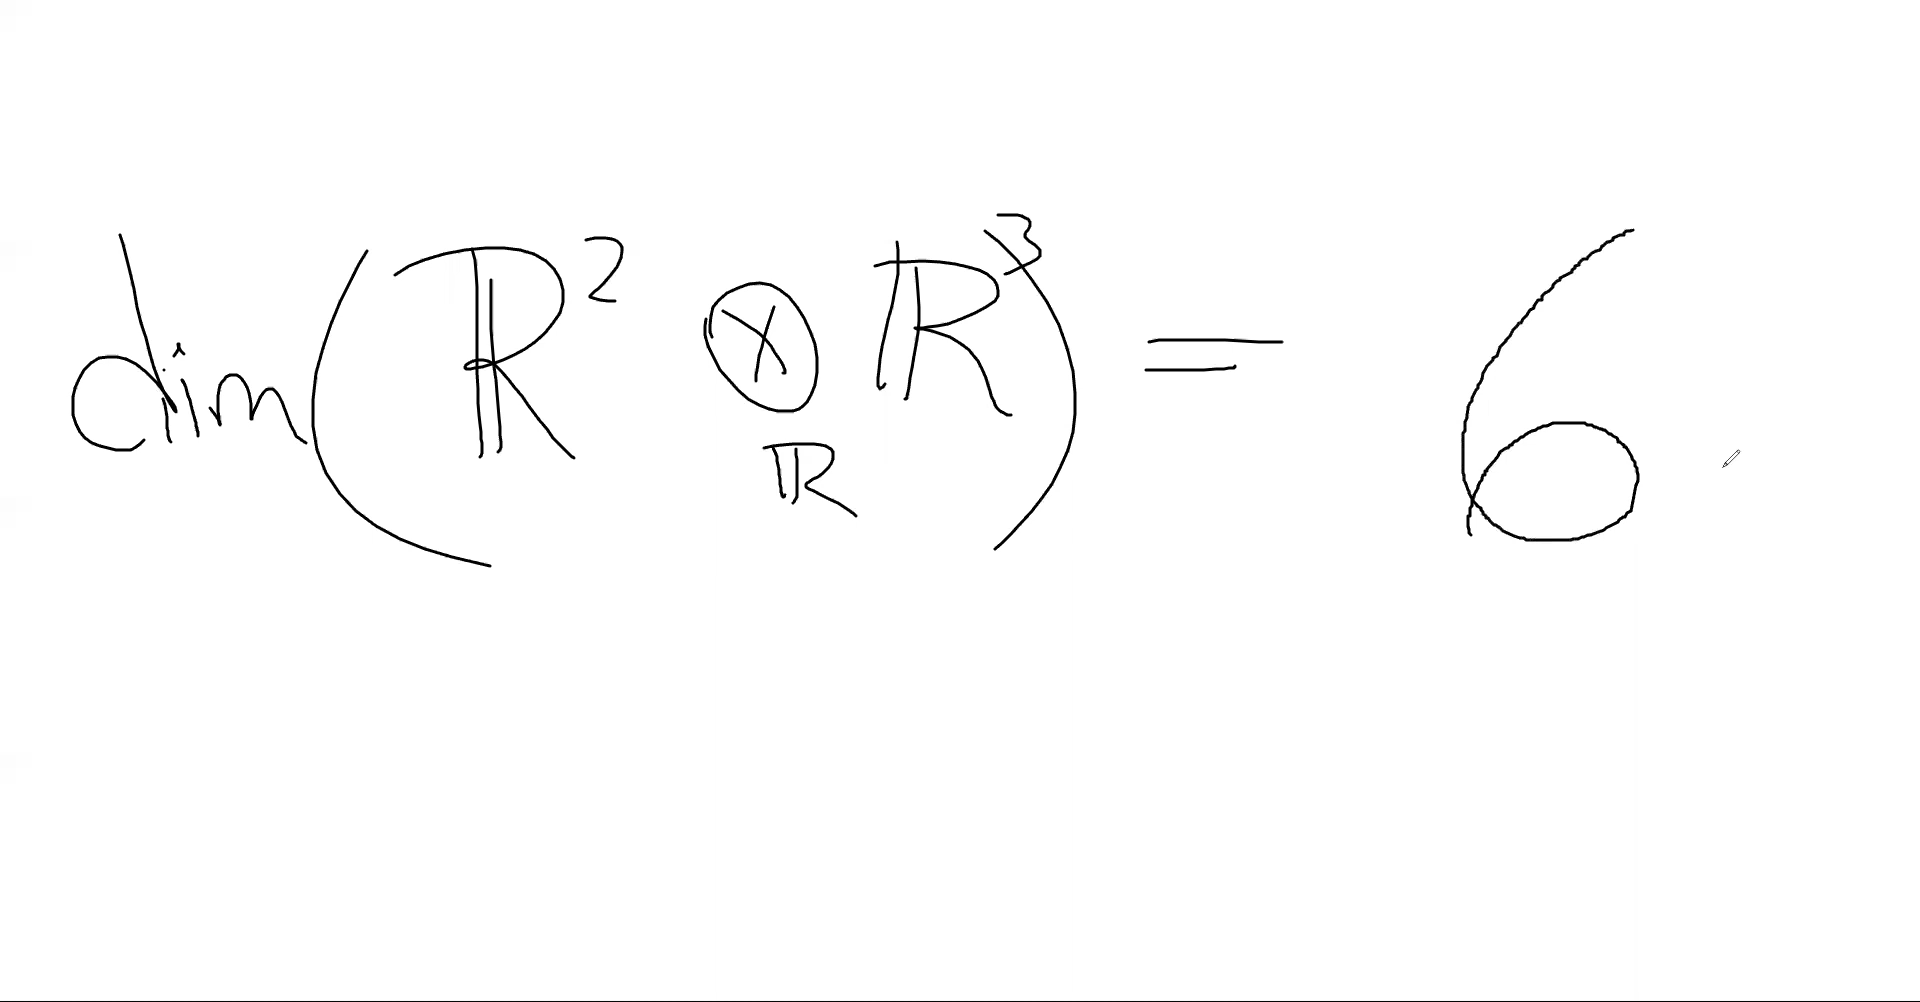 dim(ℝ² ⊗_ℝ ℝ³) = 6